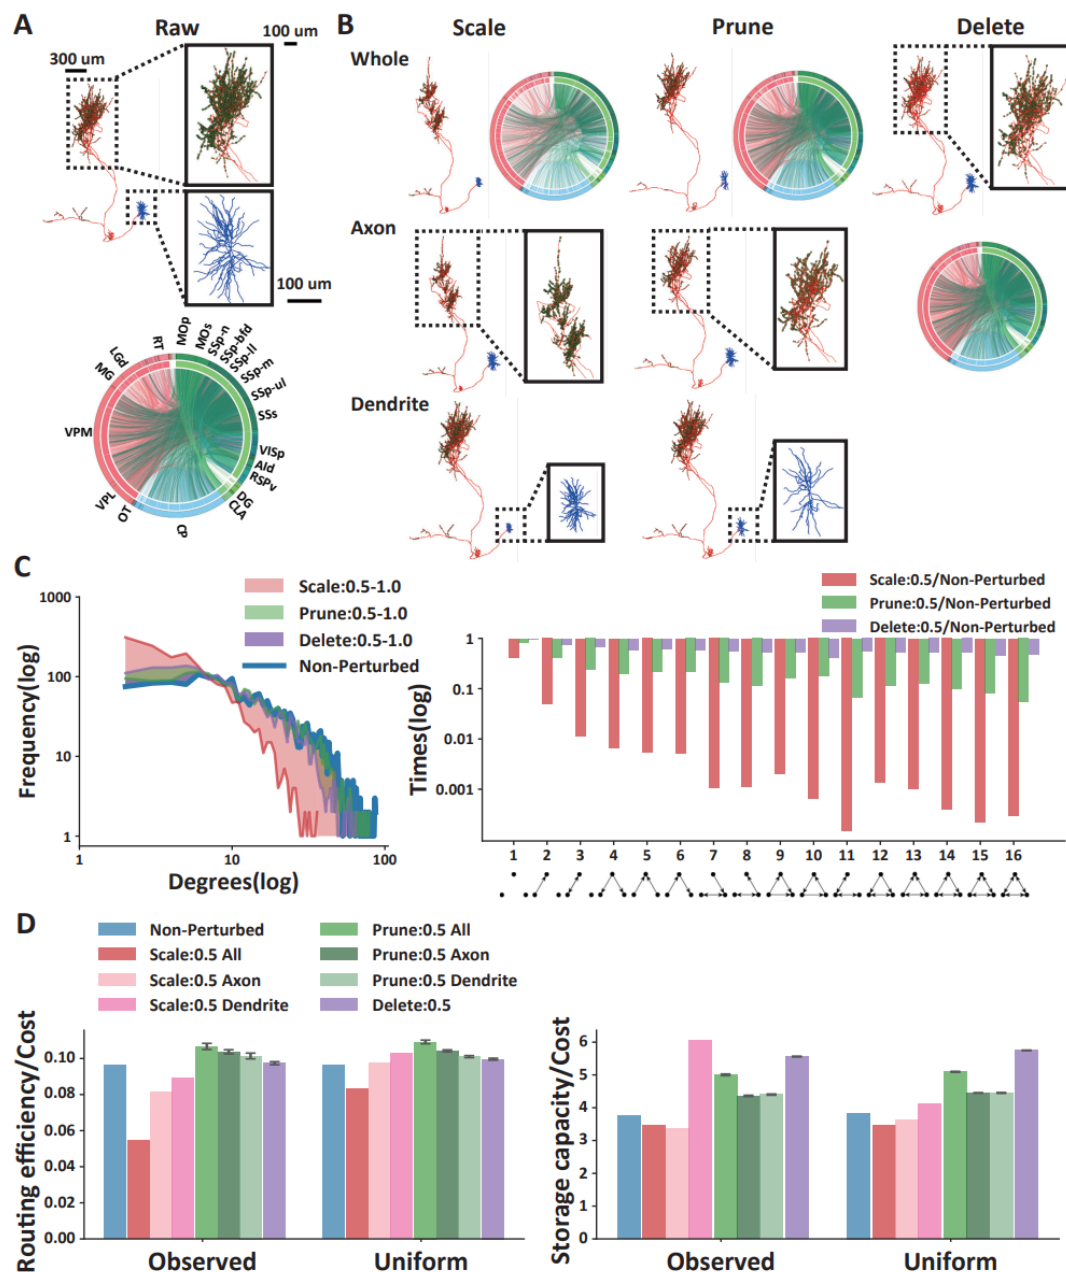 A
Raw
100 um
300 um
100 um
RT
MOp
MOs
SSp-n
SSp-bfd
SSp-ll
SSp-m
SSp-ul
SSs
VISp
AId
RSPv
DG
CLA
CP
OT
VPL
VPM
MG
LGd
B
Scale
Prune
Delete
Whole
Axon
Dendrite
C
Scale:0.5-1.0
Prune:0.5-1.0
Delete:0.5-1.0
Non-Perturbed
Frequency(log)
1000
100
10
1
1
10
100
Degrees(log)
Scale:0.5/Non-Perturbed
Prune:0.5/Non-Perturbed
Delete:0.5/Non-Perturbed
Times(log)
1
0.1
0.01
0.001
1 2 3 4 5 6 7 8 9 10 11 12 13 14 15 16
D
Non-Perturbed
Scale:0.5 All
Scale:0.5 Axon
Scale:0.5 Dendrite
Prune:0.5 All
Prune:0.5 Axon
Prune:0.5 Dendrite
Delete:0.5
Routing efficiency/Cost
0.10
0.08
0.06
0.04
0.02
0.00
Observed
Uniform
Storage capacity/Cost
6
5
4
3
2
1
0
Observed
Uniform